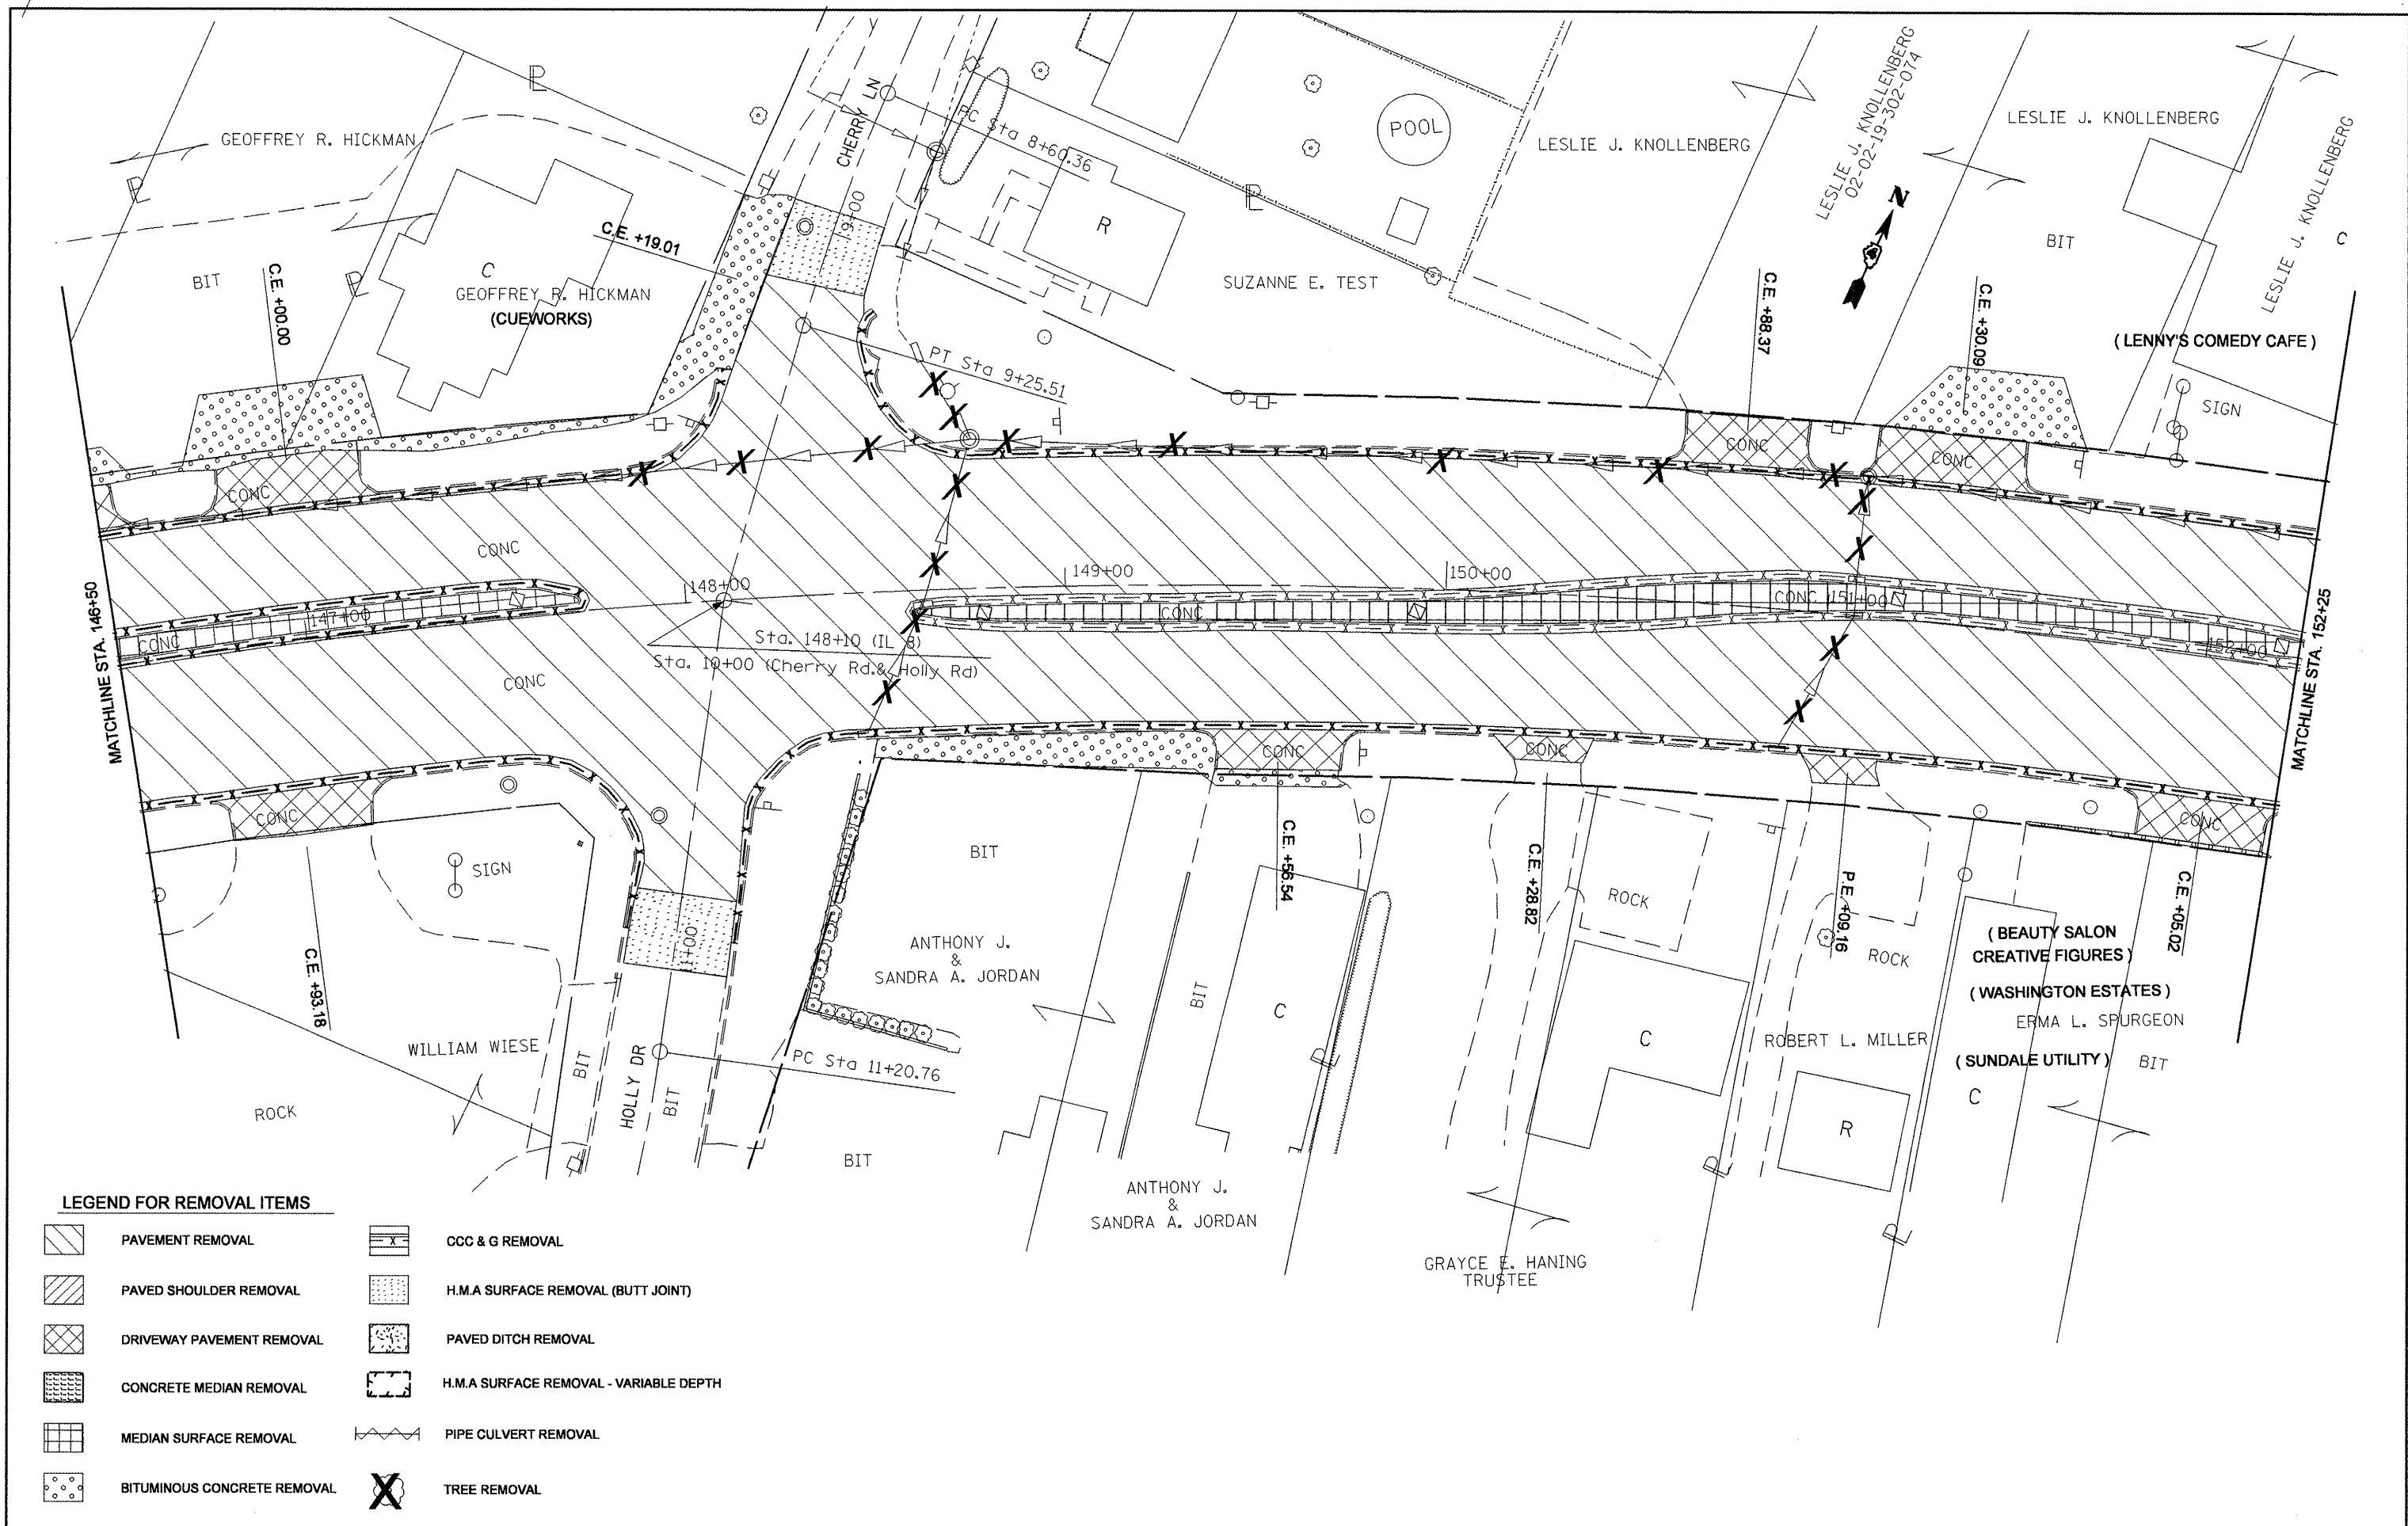 GEOFFREY R. HICKMAN
BIT
C.E. +00.00
C
GEOFFREY R. HICKMAN
(CUEWORKS)
C.E. +19.01
CHERRY LN
9+00
PC Sta 8+60.36
PT Sta 9+25.51
R
POOL
SUZANNE E. TEST
LESLIE J. KNOLLENBERG
LESLIE J. KNOLLENBERG
02-02-19-302-074
N
LESLIE J. KNOLLENBERG
BIT
LESLIE J. KNOLLENBERG
C
C.E. +88.37
C.E. +30.09
( LENNY'S COMEDY CAFE )
SIGN
CONC
CONC
CONC
MATCHLINE STA. 146+50
CONC
CONC
147+00
148+00
149+00
150+00
CONC
CONC
151+00
152+00
MATCHLINE STA. 152+25
Sta. 148+10 (IL 8)
Sta. 10+00 (Cherry Rd.& Holly Rd)
CONC
CONC
CONC
CONC
CONC
SIGN
C.E. +93.18
WILLIAM WIESE
ROCK
BIT
HOLLY DR
BIT
11+00
PC Sta 11+20.76
BIT
ANTHONY J.
&
SANDRA A. JORDAN
BIT
BIT
C
C.E. +56.54
ANTHONY J.
&
SANDRA A. JORDAN
C.E. +28.82
ROCK
C
GRAYCE E. HANING
TRUSTEE
P.E. +09.16
ROCK
ROBERT L. MILLER
R
C.E. +05.02
( BEAUTY SALON
CREATIVE FIGURES )
( WASHINGTON ESTATES )
ERMA L. SPURGEON
( SUNDALE UTILITY )
BIT
C
LEGEND FOR REMOVAL ITEMS
PAVEMENT REMOVAL
PAVED SHOULDER REMOVAL
DRIVEWAY PAVEMENT REMOVAL
CONCRETE MEDIAN REMOVAL
MEDIAN SURFACE REMOVAL
BITUMINOUS CONCRETE REMOVAL
CCC & G REMOVAL
H.M.A SURFACE REMOVAL (BUTT JOINT)
PAVED DITCH REMOVAL
H.M.A SURFACE REMOVAL - VARIABLE DEPTH
PIPE CULVERT REMOVAL
TREE REMOVAL